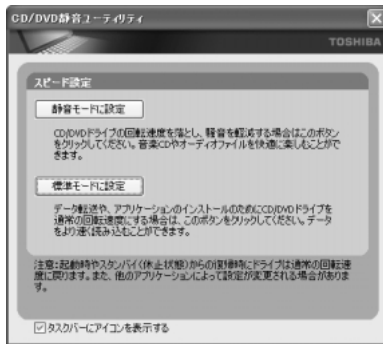 CD/DVD静音ユーティリティ
TOSHIBA
スピード設定
静音モードに設定
CD/DVDドライブの回転速度を落とし、騒音を軽減する場合はこのボタン
をクリックしてください。音楽CDやオーディオファイルを快適に楽しむことがで
きます。
標準モードに設定
データ転送や、アプリケーションのインストールのためにCD/DVDドライブを
通常の回転速度にする場合は、このボタンをクリックしてください。データ
をより速く読み込むことができます。
注意:起動時やスタンバイ(休止状態)からの復帰時にドライブは通常の回転速
度に戻ります。また、他のアプリケーションによって設定が変更される場合がありま
す。
タスクバーにアイコンを表示する